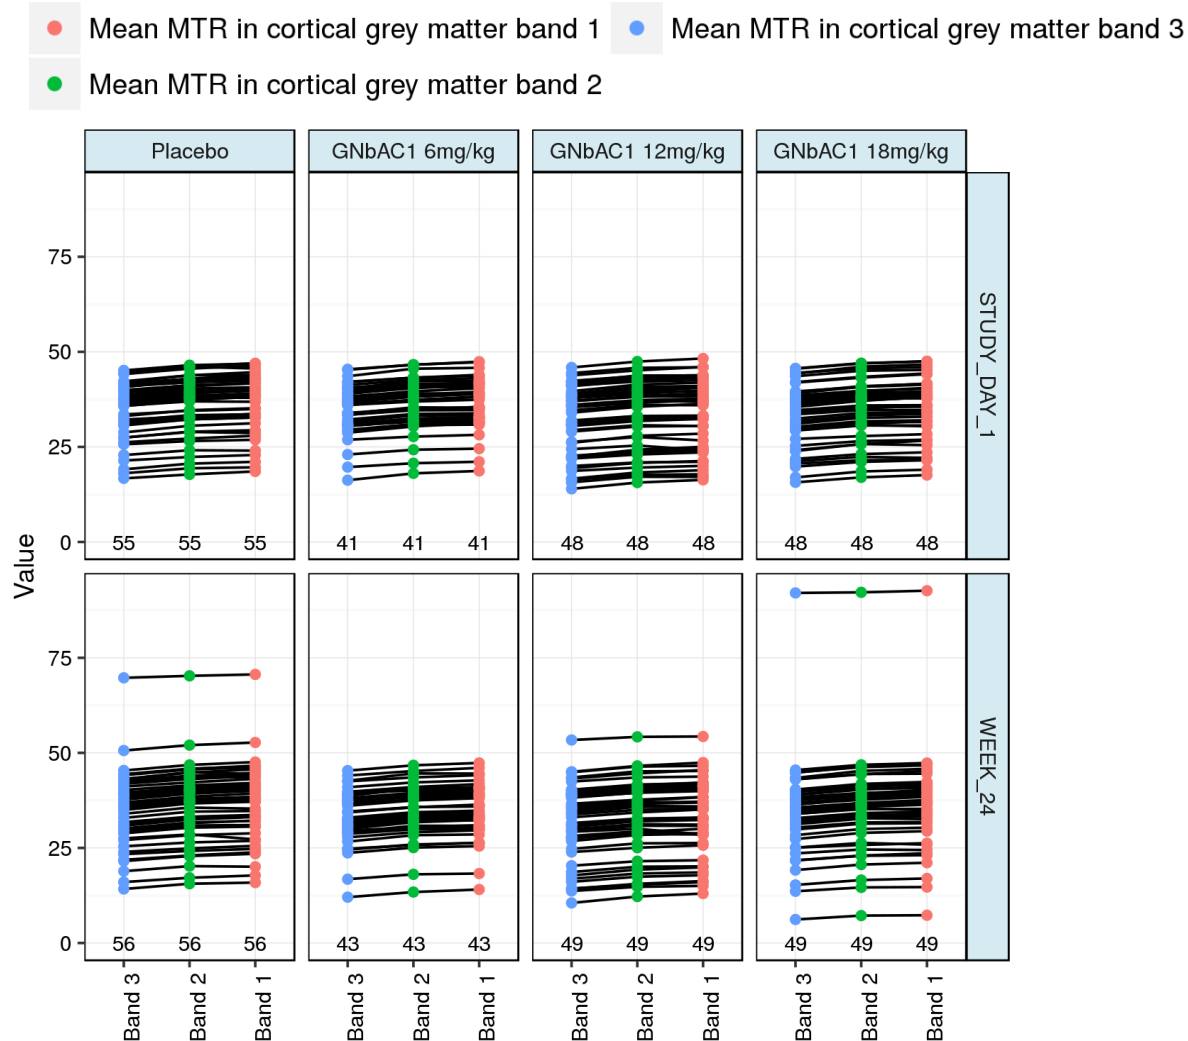 Mean MTR in cortical grey matter band 1 Mean MTR in cortical grey matter band 3
Mean MTR in cortical grey matter band 2
Placebo GNbAC1 6mg/kg GNbAC1 12mg/kg GNbAC1 18mg/kg
STUDY_DAY_1
75
50
25
0
55 55 55 41 41 41 48 48 48 48 48 48
Value
WEEK_24
75
50
25
0
56 56 56 43 43 43 49 49 49 49 49 49
Band 3 Band 2 Band 1 Band 3 Band 2 Band 1 Band 3 Band 2 Band 1 Band 3 Band 2 Band 1